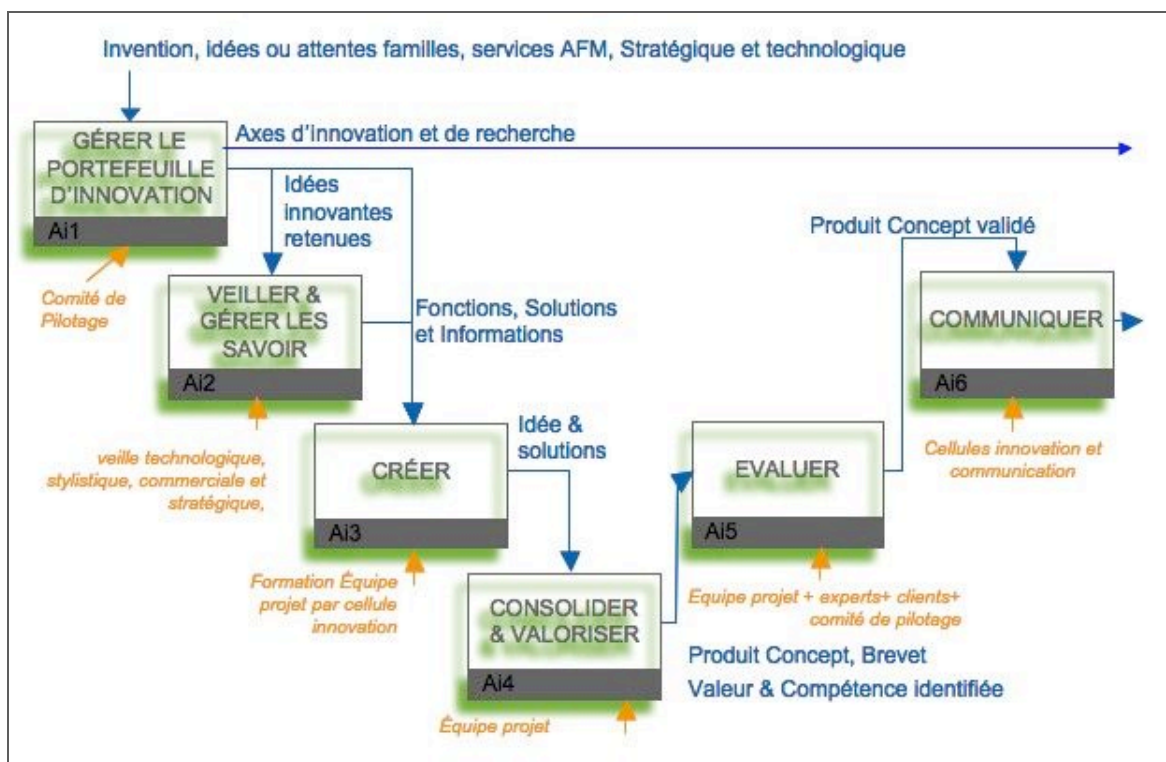 Invention, idées ou attentes familles, services AFM, Stratégique et technologique
GÉRER LE
PORTEFEUILLE
D'INNOVATION
Ai1
Axes d'innovation et de recherche
Idées
innovantes
retenues
Comité de
Pilotage
VEILLER &
GÉRER LES
SAVOIR
Ai2
Fonctions, Solutions
et Informations
veille technologique,
stylistique, commerciale et
stratégique,
CRÉER
Ai3
Idée &
solutions
Formation Équipe
projet par cellule
innovation
CONSOLIDER
& VALORISER
Ai4
Équipe projet
Produit Concept, Brevet
Valeur & Compétence identifiée
EVALUER
Ai5
Equipe projet + experts+ clients+
comité de pilotage
Produit Concept validé
COMMUNIQUER
Ai6
Cellules innovation et
communication